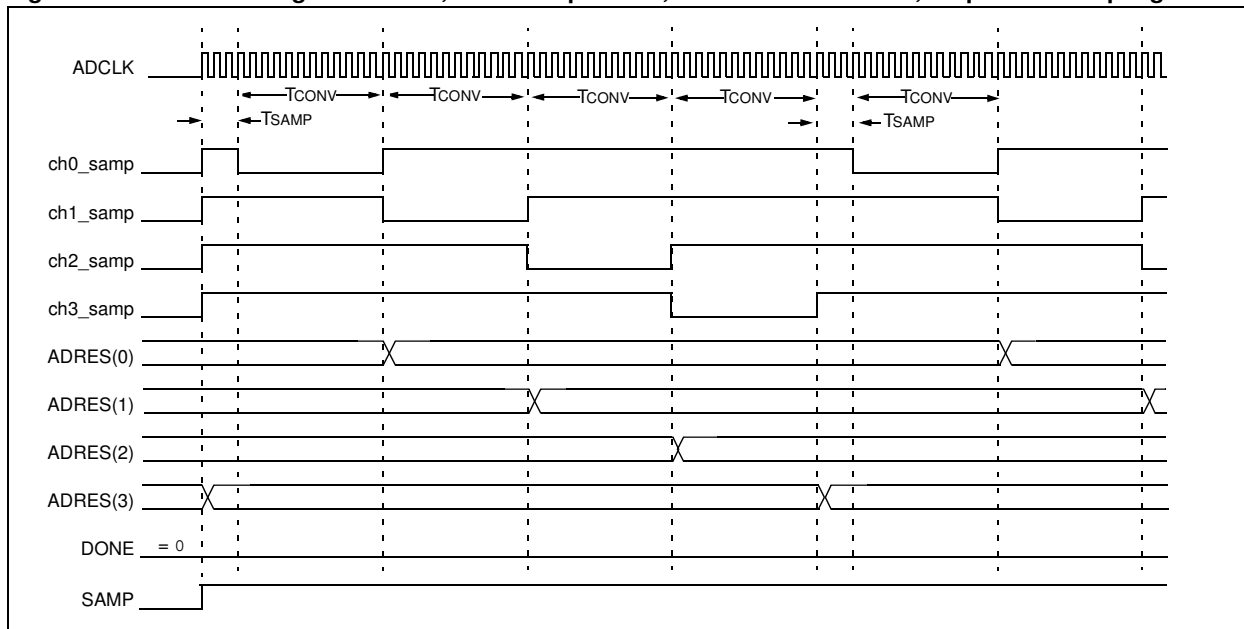 ADCLK
TCONV TCONV TCONV TCONV TCONV
TSAMP TSAMP
ch0_samp
ch1_samp
ch2_samp
ch3_samp
ADRES(0)
ADRES(1)
ADRES(2)
ADRES(3)
DONE = 0
SAMP